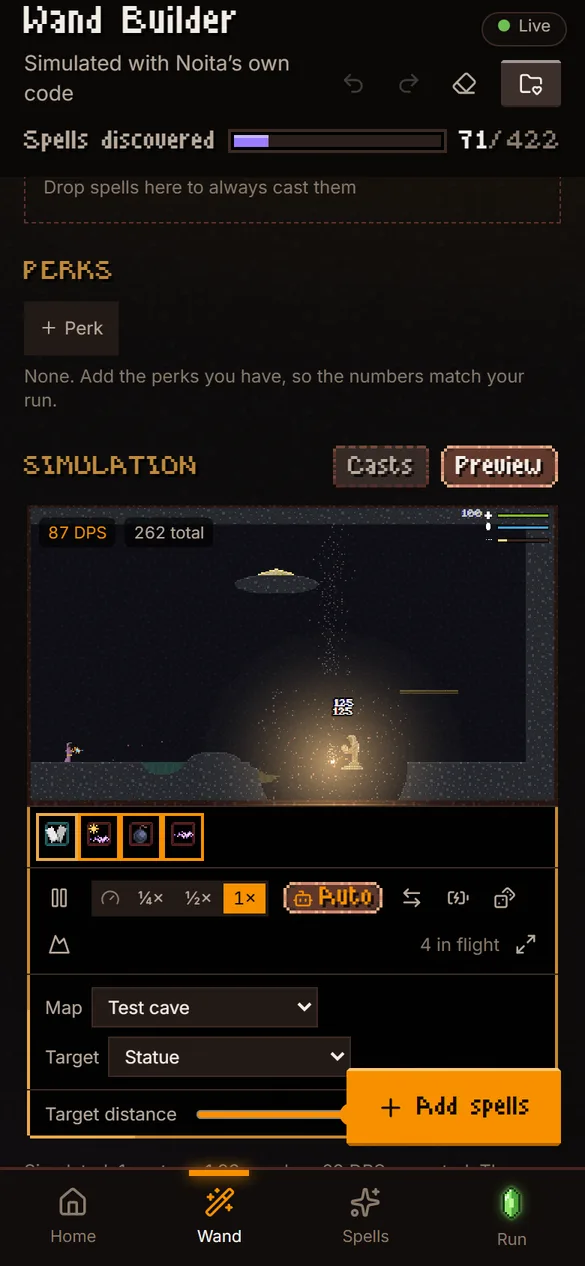 Wand Builder
Live
Simulated with Noita's own
code
Spells discovered 71/422
Drop spells here to always cast them
PERKS
+ Perk
None. Add the perks you have, so the numbers match your
run.
SIMULATION
Casts
Preview
87 DPS
262 total
100
125
125
¼×
½×
1×
Auto
4 in flight
Map
Test cave
Target
Statue
Target distance
+ Add spells
Home
Wand
Spells
Run